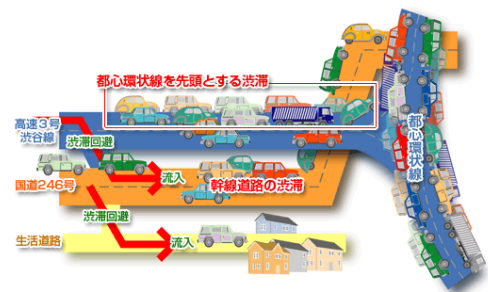 都心環状線を先頭とする渋滞
高速3号
渋谷線
渋滞回避
都心環状線
流入
幹線道路の渋滞
国道246号
渋滞回避
生活道路
流入